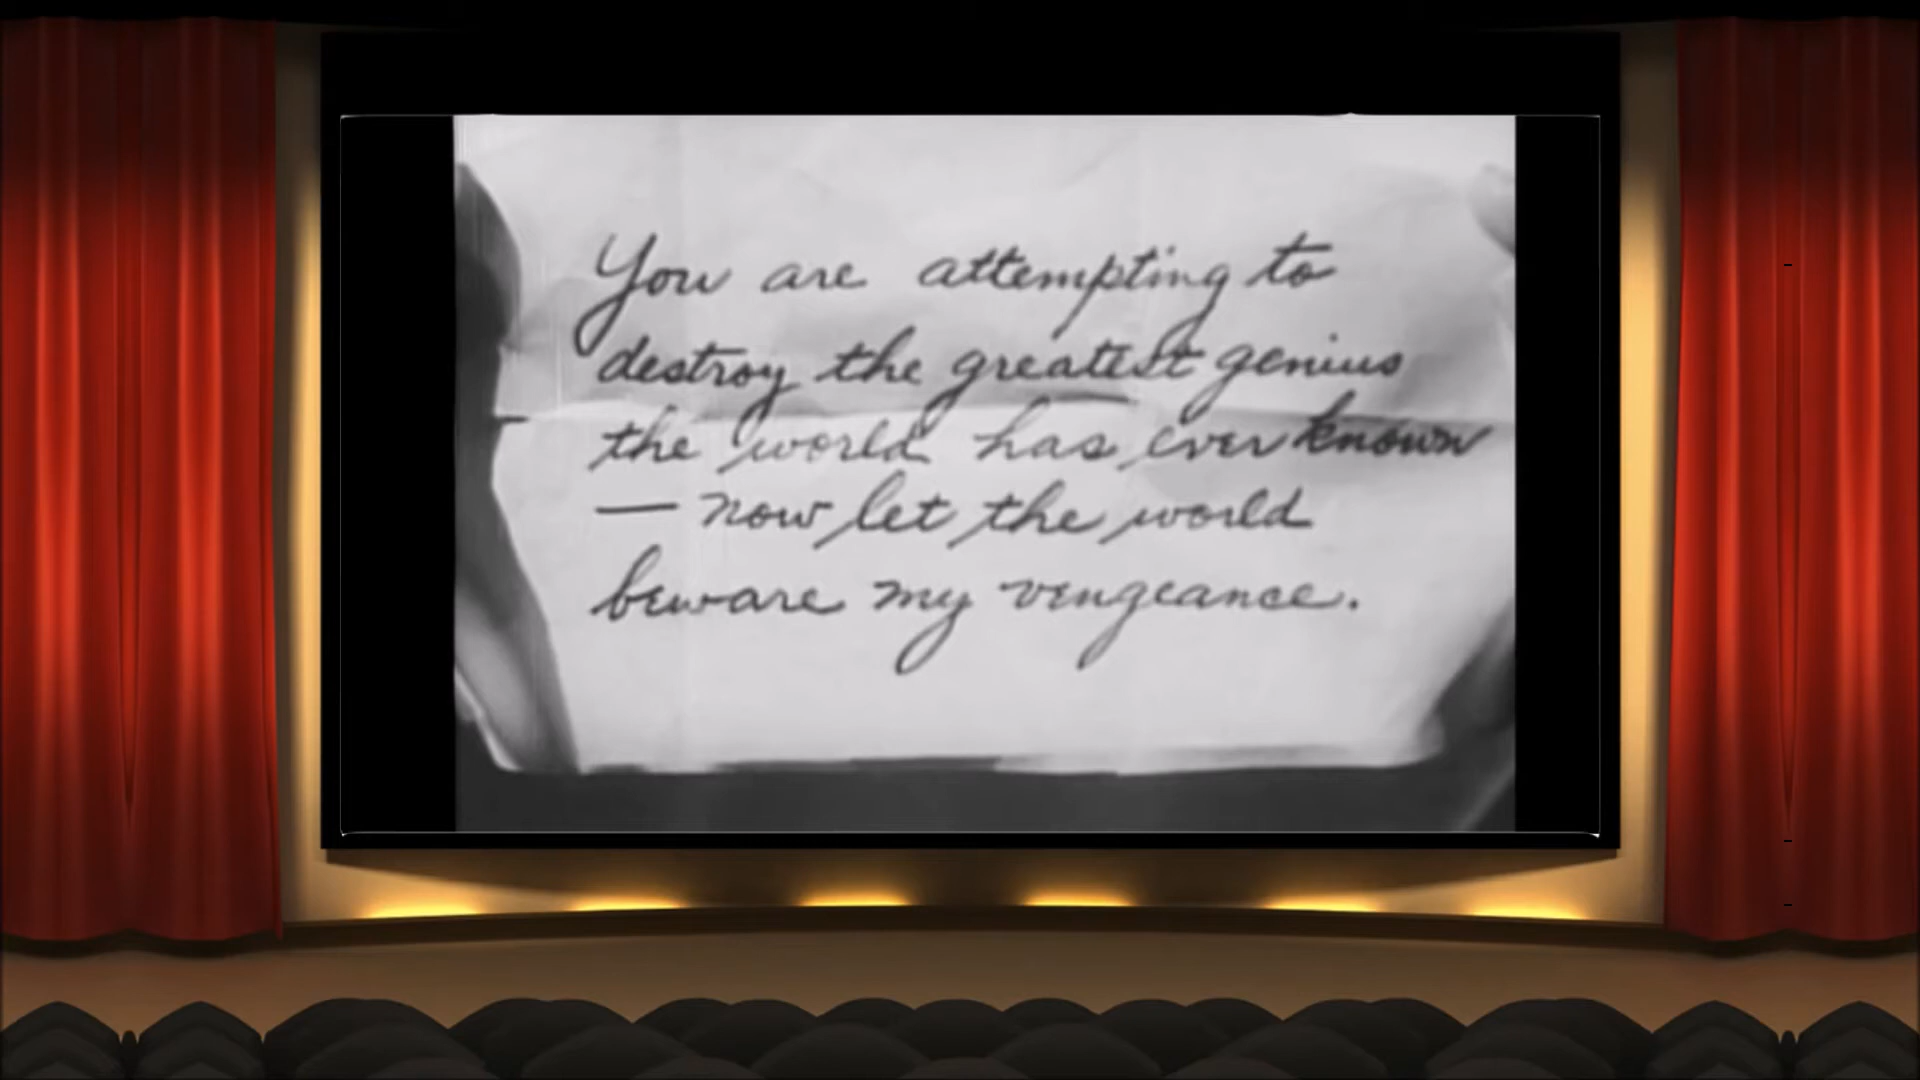 You are attempting to
destroy the greatest genius
the world has ever known
— now let the world
beware my vengeance.